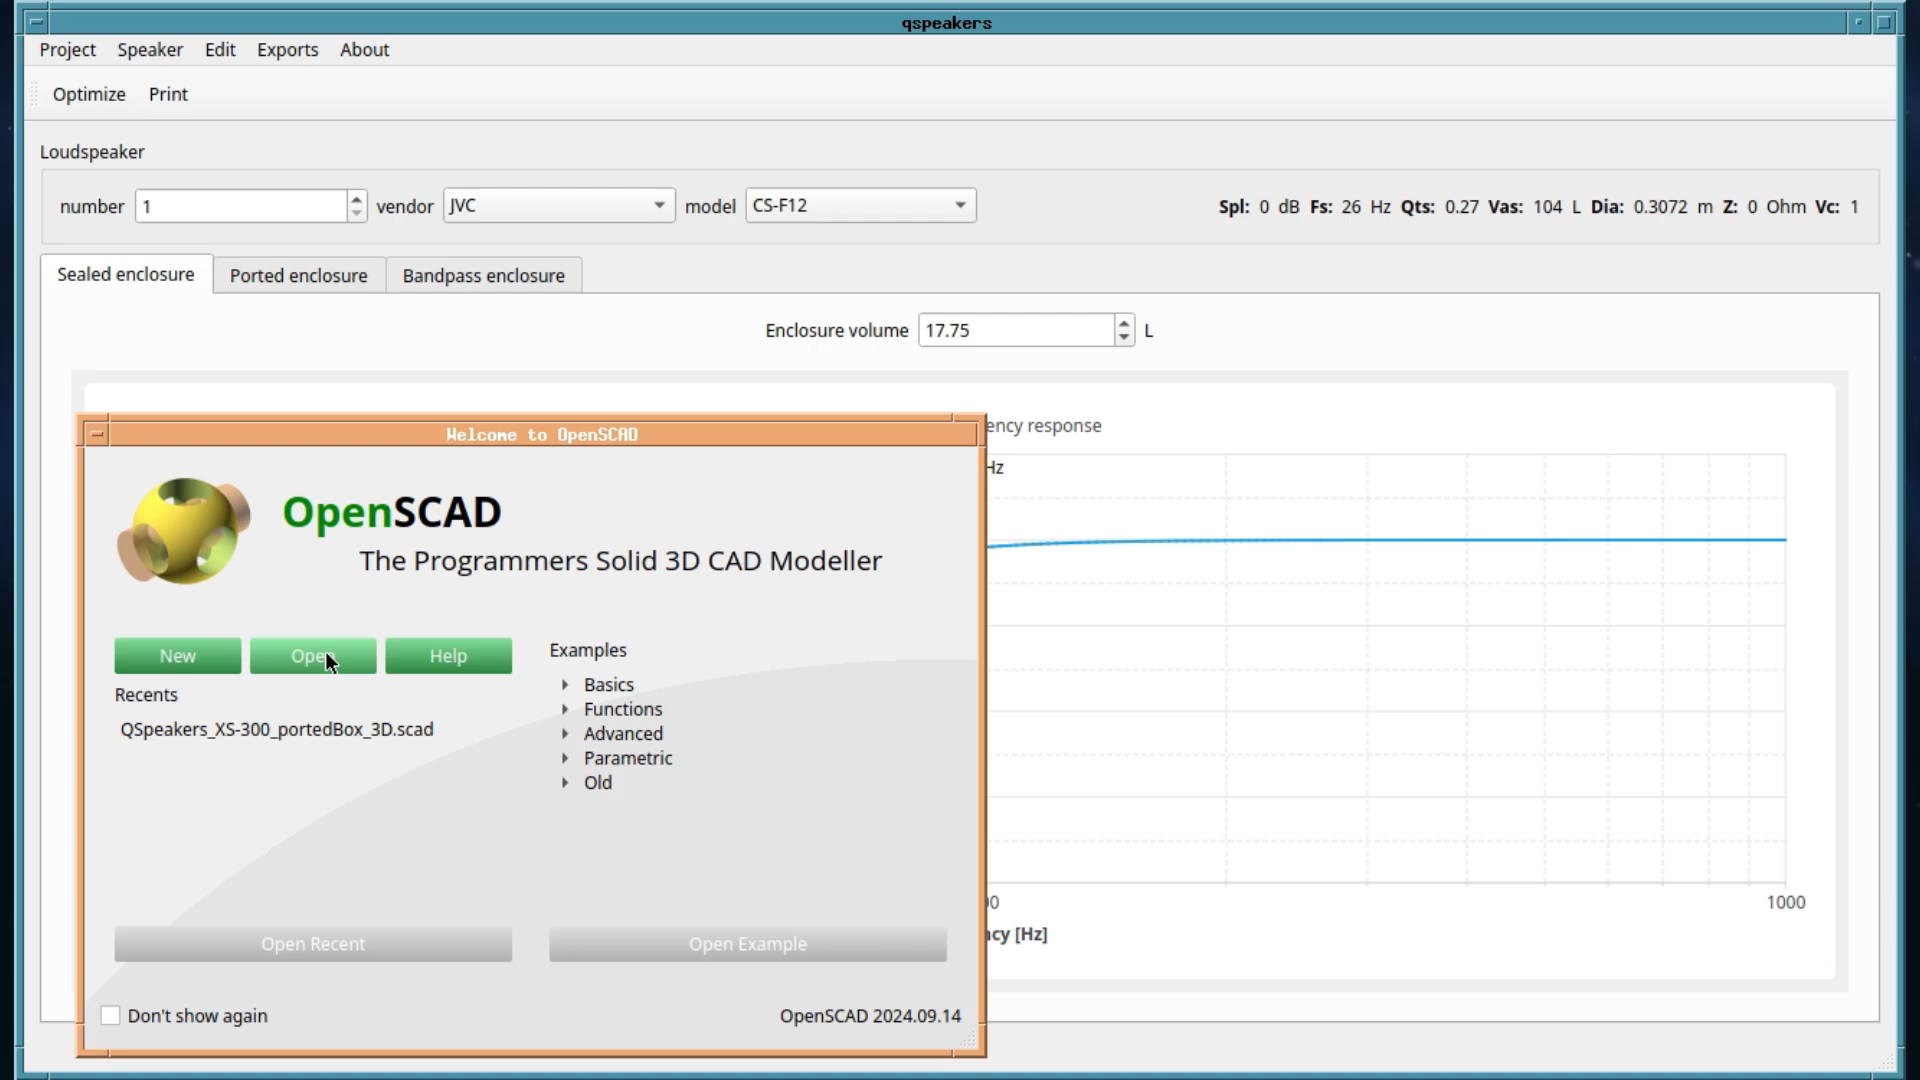 qspeakers
Project Speaker Edit Exports About
Optimize Print
Loudspeaker
number 1 vendor JVC model CS-F12 Spl: 0 dB Fs: 26 Hz Qts: 0.27 Vas: 104 L Dia: 0.3072 m Z: 0 Ohm Vc: 1
Sealed enclosure Ported enclosure Bandpass enclosure
Enclosure volume 17.75 L
ency response
Hz
1000
ncy [Hz]
Welcome to OpenSCAD
OpenSCAD
The Programmers Solid 3D CAD Modeller
New Open Help
Recents
QSpeakers_XS-300_portedBox_3D.scad
Examples
Basics
Functions
Advanced
Parametric
Old
Open Recent Open Example
Don't show again OpenSCAD 2024.09.14